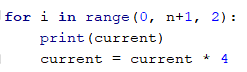 for i in range(0, n+1, 2):
    print(current)
    current = current * 4